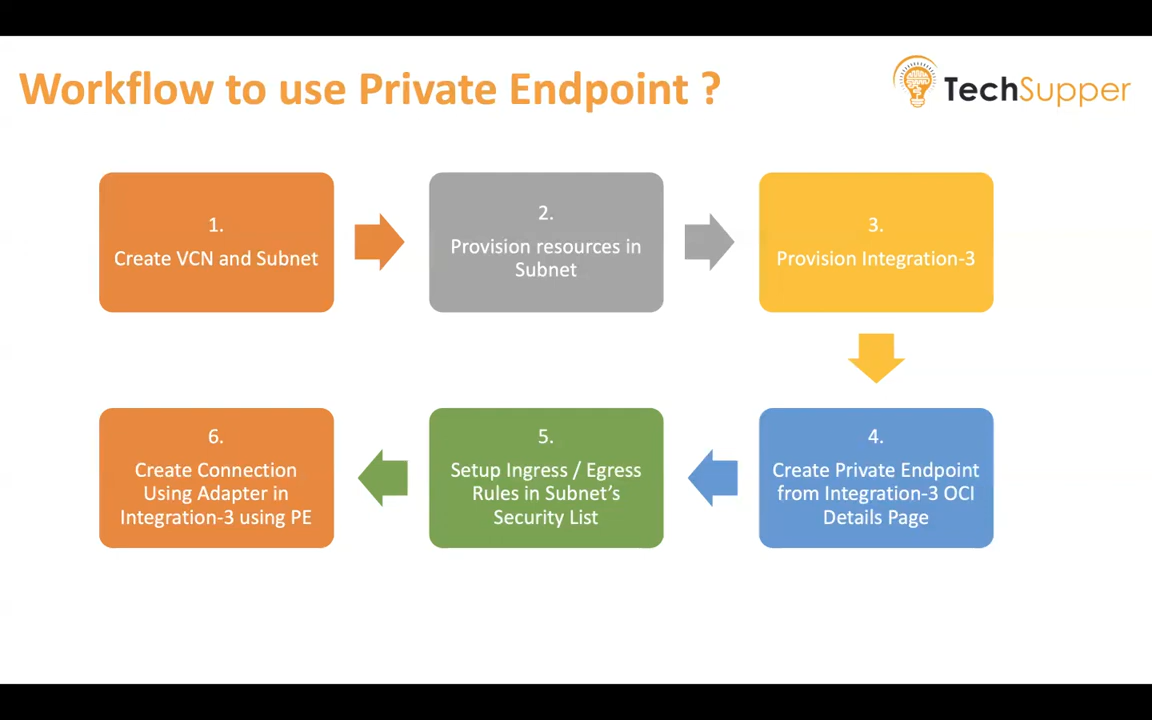 Workflow to use Private Endpoint ?
TechSupper
1.
Create VCN and Subnet
2.
Provision resources in
Subnet
3.
Provision Integration-3
4.
Create Private Endpoint
from Integration-3 OCI
Details Page
5.
Setup Ingress / Egress
Rules in Subnet’s
Security List
6.
Create Connection
Using Adapter in
Integration-3 using PE